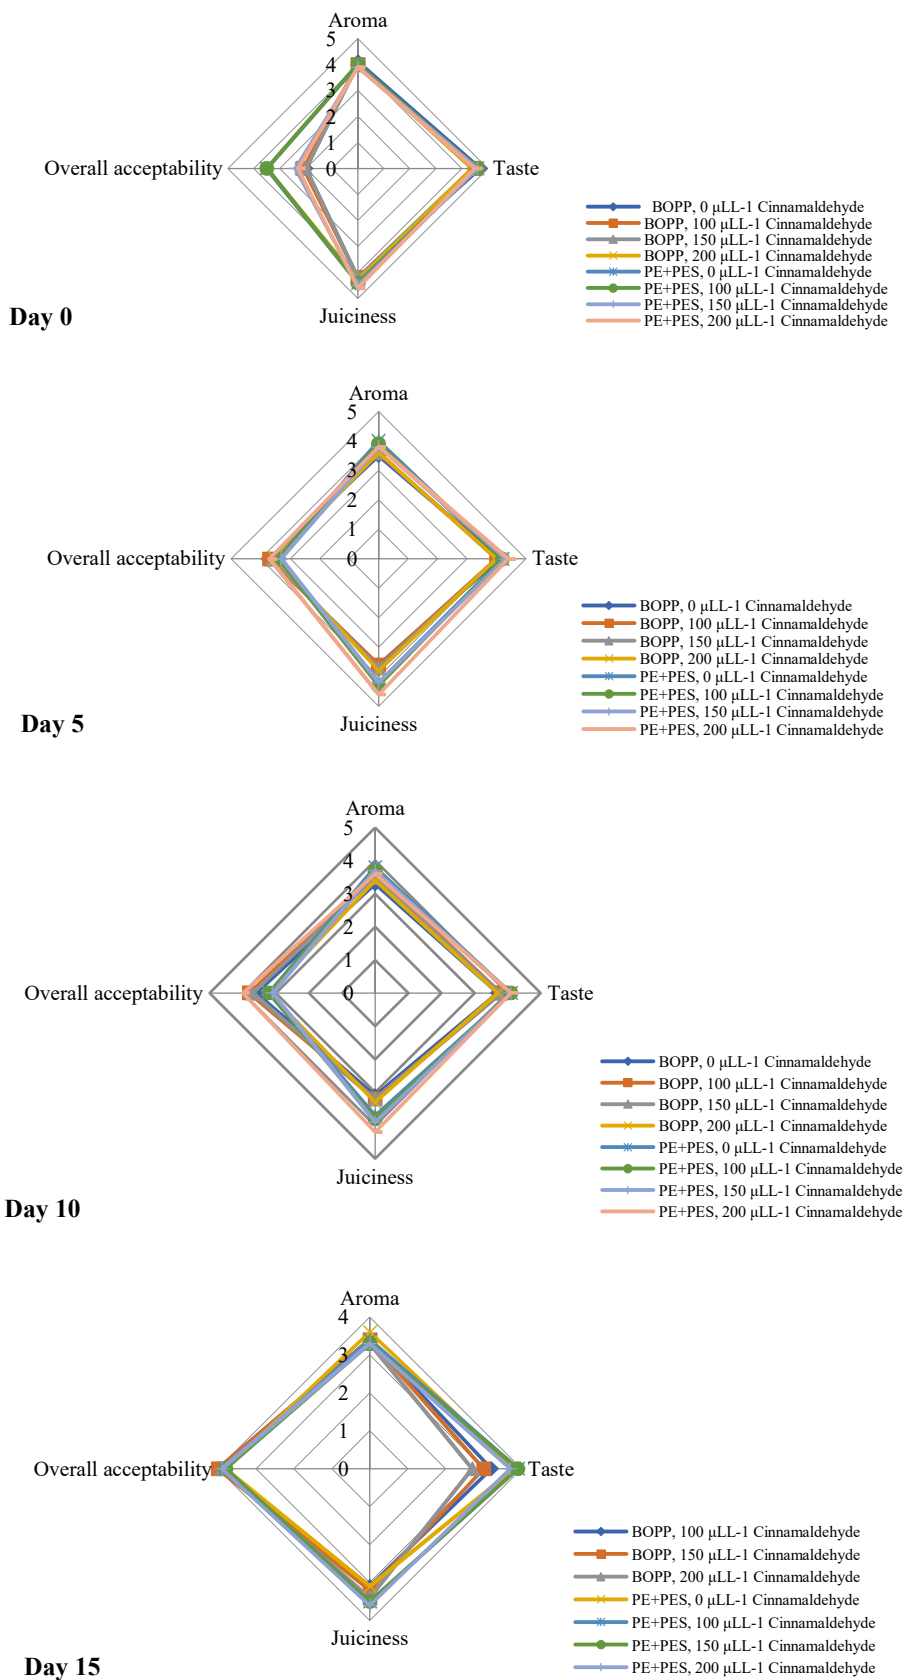 Aroma
5
4
3
2
1
0
Overall acceptability
Taste
Juiciness
BOPP, 0 µLL-1 Cinnamaldehyde
BOPP, 100 µLL-1 Cinnamaldehyde
BOPP, 150 µLL-1 Cinnamaldehyde
BOPP, 200 µLL-1 Cinnamaldehyde
PE+PES, 0 µLL-1 Cinnamaldehyde
PE+PES, 100 µLL-1 Cinnamaldehyde
PE+PES, 150 µLL-1 Cinnamaldehyde
PE+PES, 200 µLL-1 Cinnamaldehyde
Day 0
Aroma
5
4
3
2
1
0
Overall acceptability
Taste
Juiciness
BOPP, 0 µLL-1 Cinnamaldehyde
BOPP, 100 µLL-1 Cinnamaldehyde
BOPP, 150 µLL-1 Cinnamaldehyde
BOPP, 200 µLL-1 Cinnamaldehyde
PE+PES, 0 µLL-1 Cinnamaldehyde
PE+PES, 100 µLL-1 Cinnamaldehyde
PE+PES, 150 µLL-1 Cinnamaldehyde
PE+PES, 200 µLL-1 Cinnamaldehyde
Day 5
Aroma
5
4
3
2
1
0
Overall acceptability
Taste
Juiciness
BOPP, 0 µLL-1 Cinnamaldehyde
BOPP, 100 µLL-1 Cinnamaldehyde
BOPP, 150 µLL-1 Cinnamaldehyde
BOPP, 200 µLL-1 Cinnamaldehyde
PE+PES, 0 µLL-1 Cinnamaldehyde
PE+PES, 100 µLL-1 Cinnamaldehyde
PE+PES, 150 µLL-1 Cinnamaldehyde
PE+PES, 200 µLL-1 Cinnamaldehyde
Day 10
Aroma
4
3
2
1
0
Overall acceptability
Taste
Juiciness
BOPP, 100 µLL-1 Cinnamaldehyde
BOPP, 150 µLL-1 Cinnamaldehyde
BOPP, 200 µLL-1 Cinnamaldehyde
PE+PES, 0 µLL-1 Cinnamaldehyde
PE+PES, 100 µLL-1 Cinnamaldehyde
PE+PES, 150 µLL-1 Cinnamaldehyde
PE+PES, 200 µLL-1 Cinnamaldehyde
Day 15